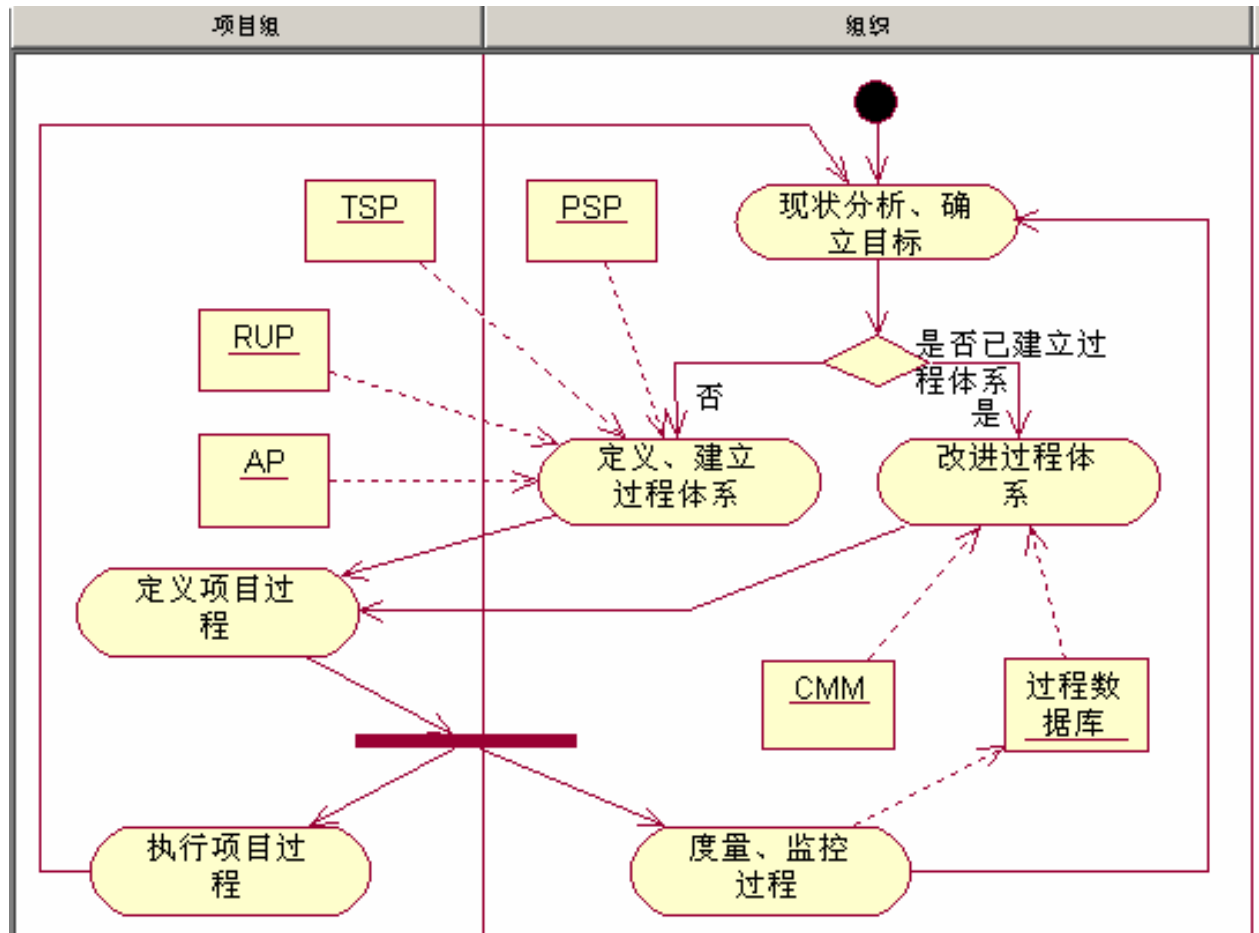 项目组
组织
现状分析、确
立目标
TSP
PSP
RUP
是否已建立过
程体系
否
是
AP
定义、建立
过程体系
改进过程体
系
定义项目过
程
CMM
过程数
据库
执行项目过
程
度量、监控
过程